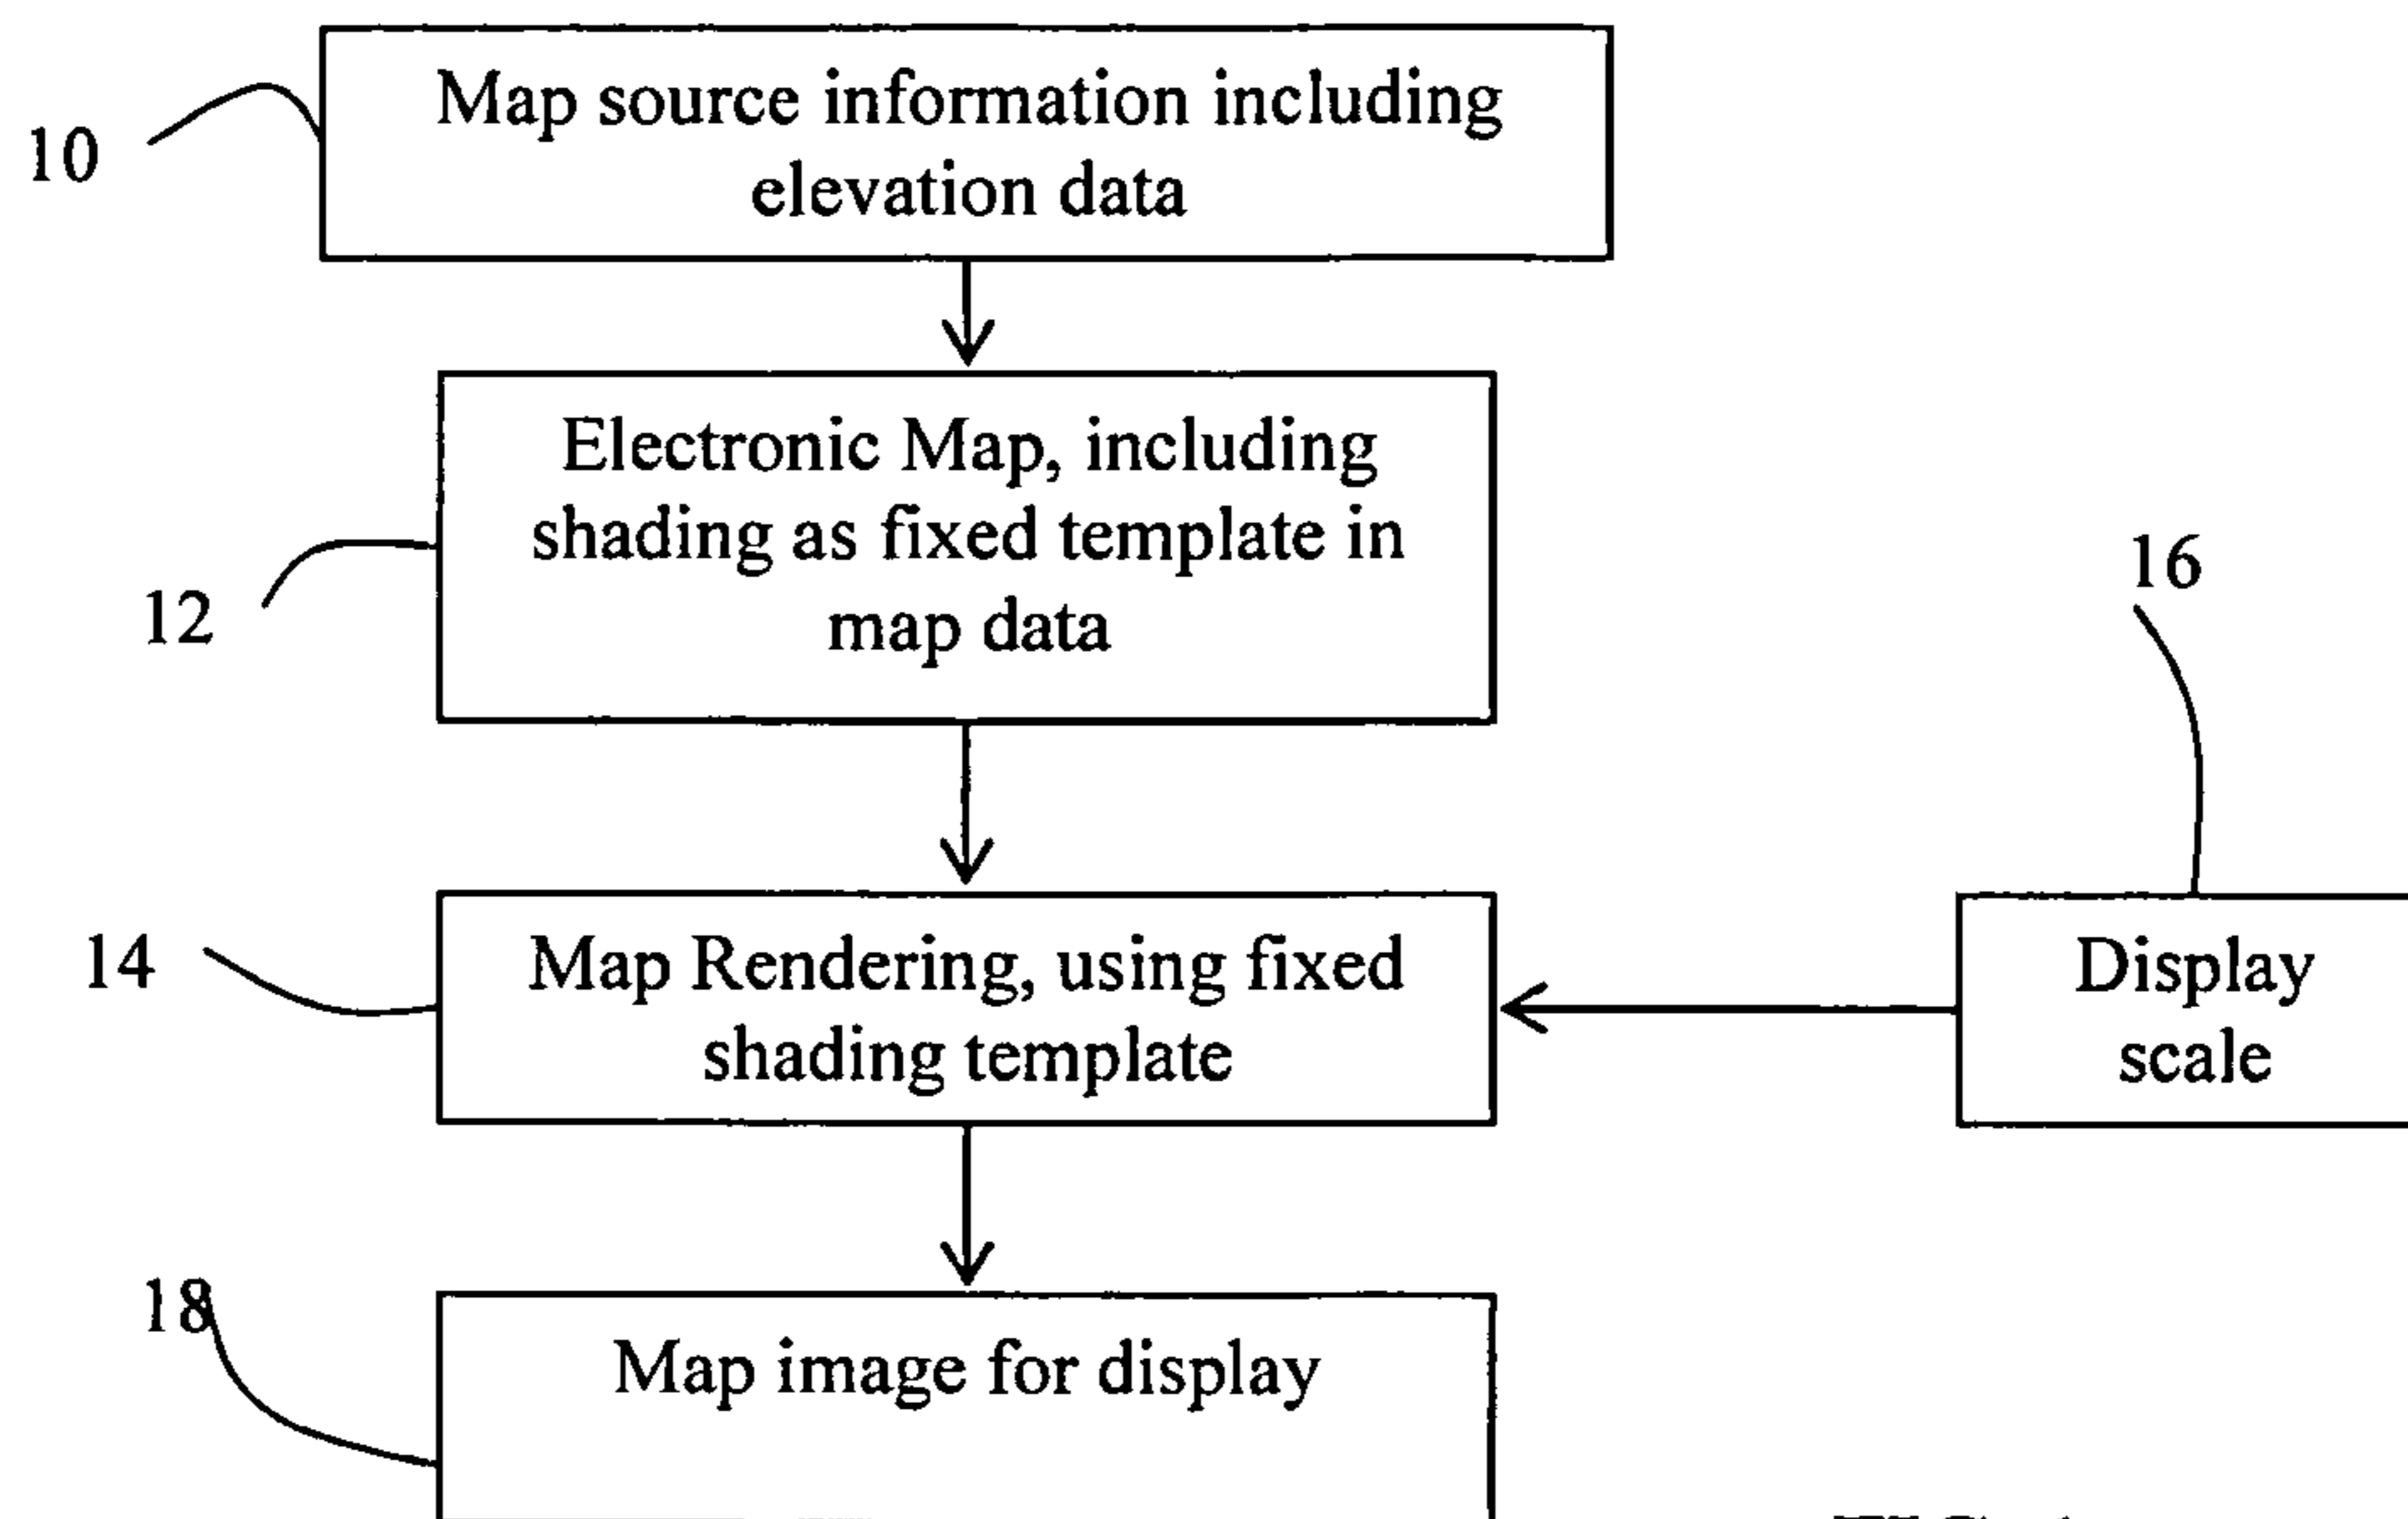 10
Map source information including
elevation data
12
Electronic Map, including
shading as fixed template in
map data
16
14
Map Rendering, using fixed
shading template
Display
scale
18
Map image for display